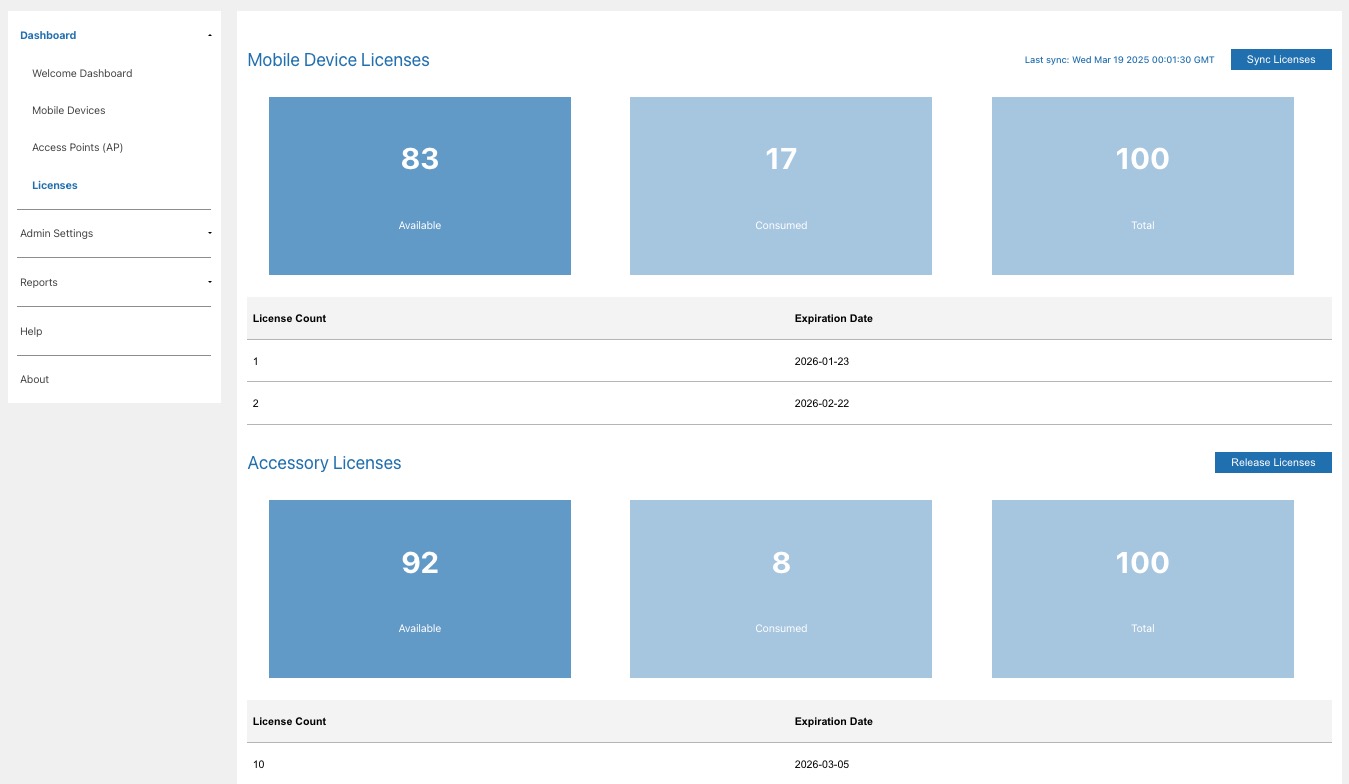 Dashboard
Welcome Dashboard
Mobile Devices
Access Points (AP)
Licenses
Admin Settings
Reports
Help
About
Mobile Device Licenses
Last sync: Wed Mar 19 2025 00:01:30 GMT
Sync Licenses
83
Available
17
Consumed
100
Total
License Count Expiration Date
1 2026-01-23
2 2026-02-22
Accessory Licenses
Release Licenses
92
Available
8
Consumed
100
Total
License Count Expiration Date
10 2026-03-05